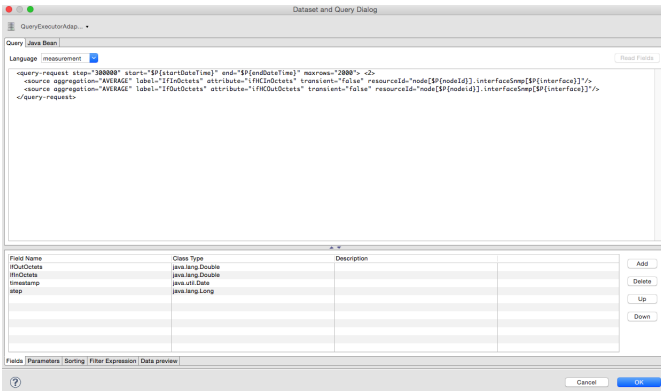 Dataset and Query Dialog
QueryExecutorAdap...
Query Java Bean
Language measurement Read Fields
<query-request step="300000" start="$P{startDateTime}" end="$P{endDateTime}" maxrows="2000"> <2>
<source aggregation="AVERAGE" label="IfInOctets" attribute="ifHCInOctets" transient="false" resourceId="node[$P{nodeId}].interfaceSnmp[$P{interface}]"/>
<source aggregation="AVERAGE" label="IfOutOctets" attribute="ifHCOutOctets" transient="false" resourceId="node[$P{nodeid}].interfaceSnmp[$P{interface}]"/>
</query-request>
Field Name Class Type Description
IfOutOctets java.lang.Double
IfInOctets java.lang.Double
timestamp java.util.Date
step java.lang.Long
Add
Delete
Up
Down
Fields Parameters Sorting Filter Expression Data preview
? Cancel OK